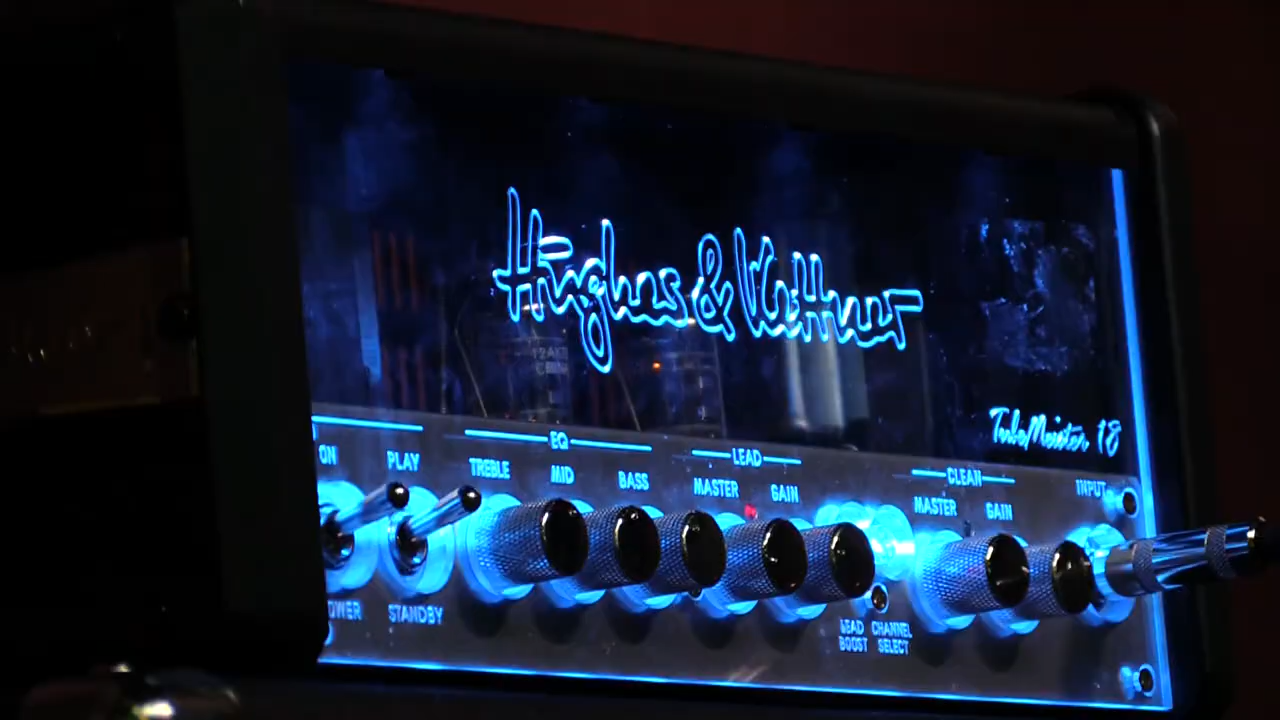 Hughes & Kettner
TubeMeister 18
ON
PLAY
EQ
TREBLE
MID
BASS
LEAD
MASTER
GAIN
CLEAN
MASTER
GAIN
INPUT
OWER
STANDBY
LEAD
BOOST
CHANNEL
SELECT